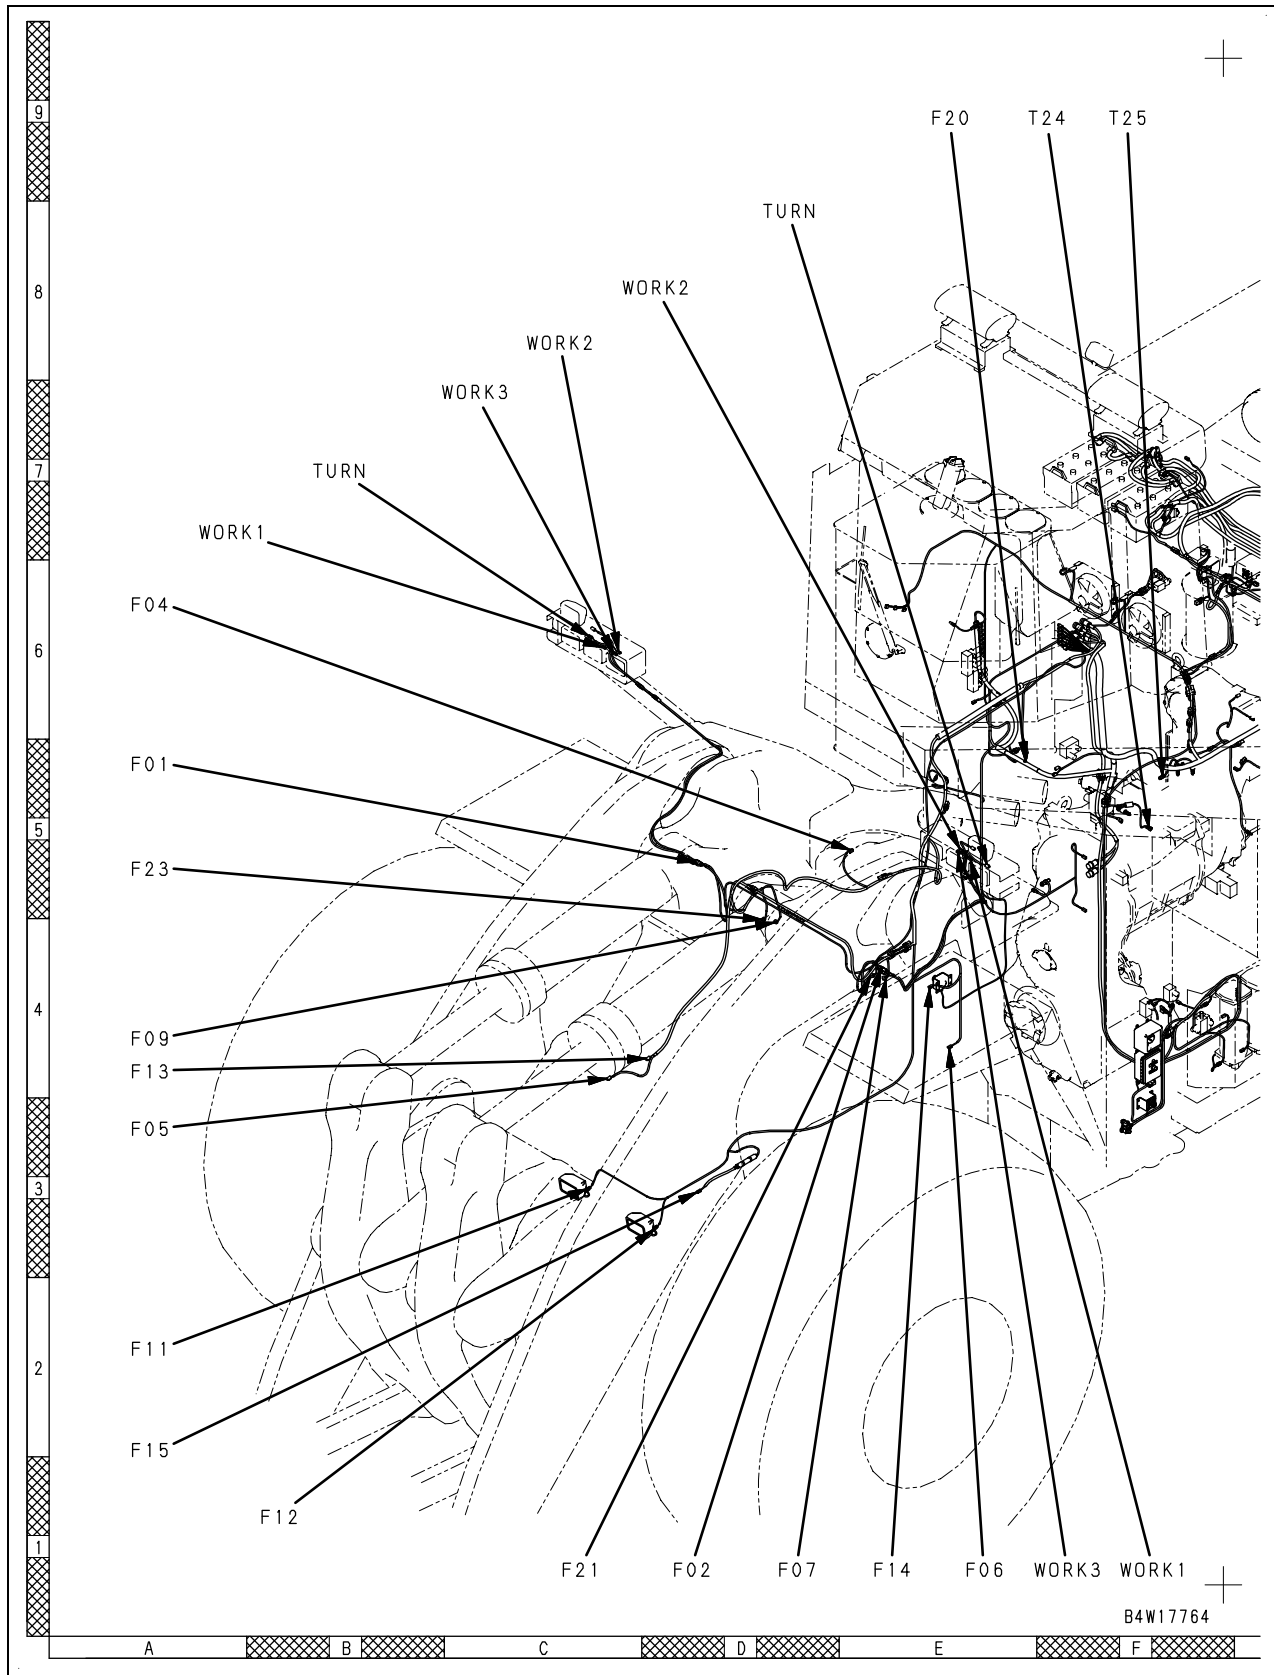 9
F20 T24 T25
TURN
8
WORK2
WORK2
WORK3
7
TURN
WORK1
F04
6
F01
5
F23
4
F09
F13
F05
3
F11
2
F15
F12
1
F21 F02 F07 F14 F06 WORK3 WORK1
B4W17764
A B C D E F